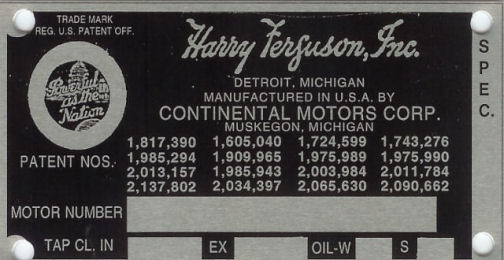 TRADE MARK
REG. U.S. PATENT OFF.
Powerful
as the
Nation
Harry Ferguson, Inc.
DETROIT, MICHIGAN
MANUFACTURED IN U.S.A. BY
CONTINENTAL MOTORS CORP.
MUSKEGON, MICHIGAN
SPEC.
PATENT NOS.
1,817,390 1,605,040 1,724,599 1,743,276
1,985,294 1,909,965 1,975,989 1,975,990
2,013,157 1,985,943 2,003,984 2,011,784
2,137,802 2,034,397 2,065,630 2,090,662
MOTOR NUMBER
TAP CL. IN EX OIL-W S